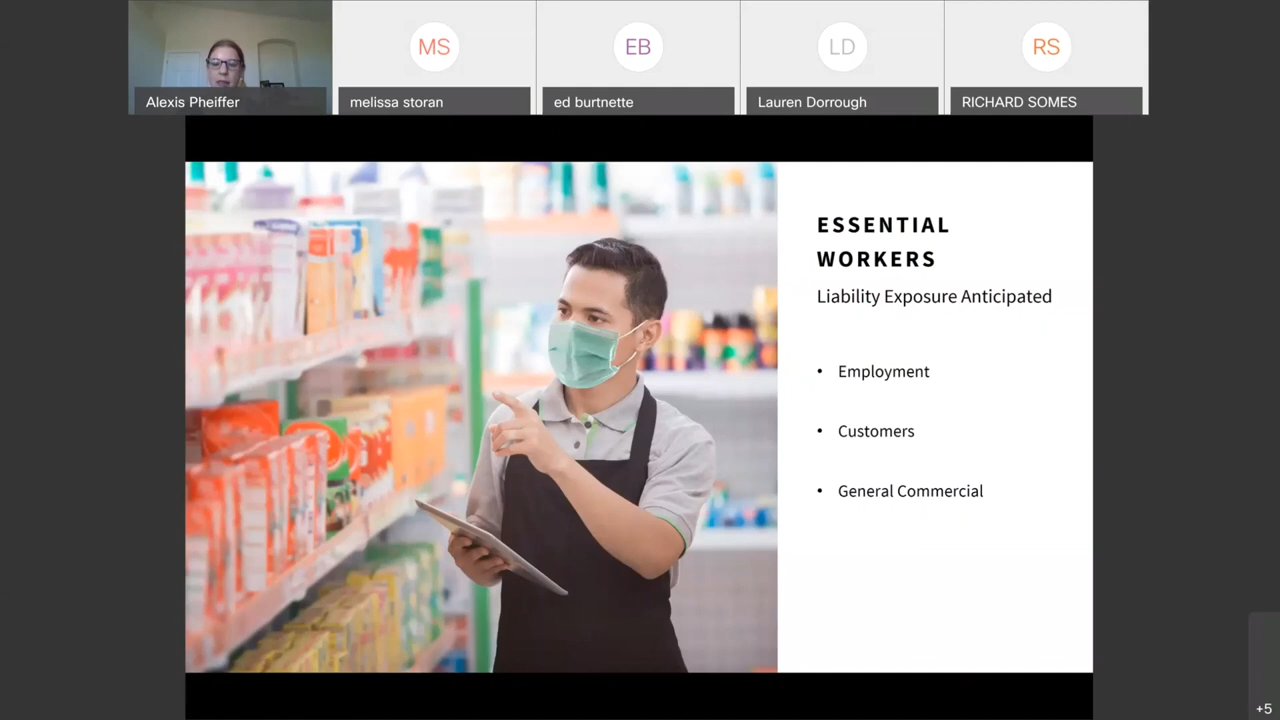 MS
EB
LD
RS
Alexis Pheiffer
melissa storan
ed burtnette
Lauren Dorrough
RICHARD SOMES
ESSENTIAL
WORKERS
Liability Exposure Anticipated
• Employment
• Customers
• General Commercial
+5